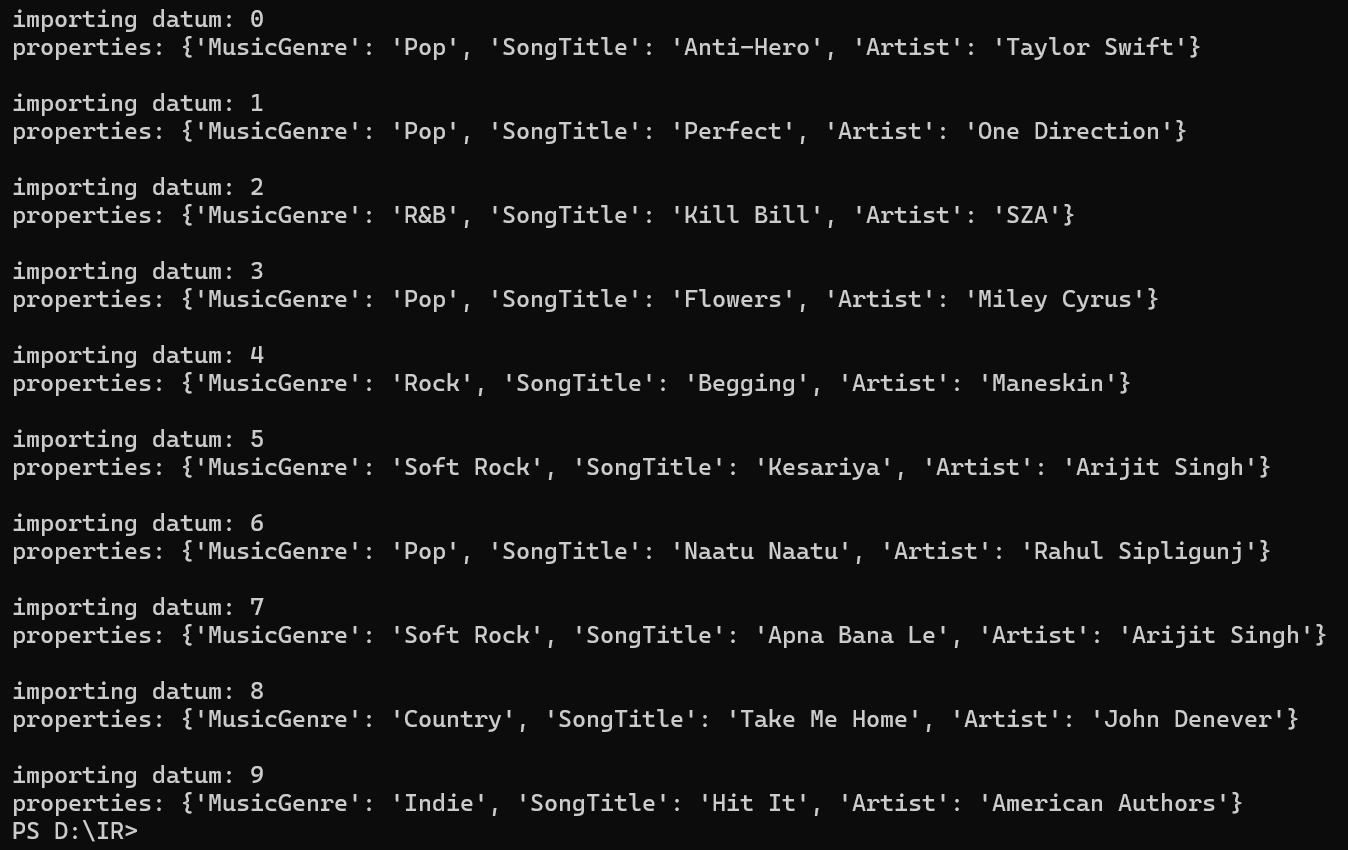 importing datum: 0
properties: {'MusicGenre': 'Pop', 'SongTitle': 'Anti-Hero', 'Artist': 'Taylor Swift'}
importing datum: 1
properties: {'MusicGenre': 'Pop', 'SongTitle': 'Perfect', 'Artist': 'One Direction'}
importing datum: 2
properties: {'MusicGenre': 'R&B', 'SongTitle': 'Kill Bill', 'Artist': 'SZA'}
importing datum: 3
properties: {'MusicGenre': 'Pop', 'SongTitle': 'Flowers', 'Artist': 'Miley Cyrus'}
importing datum: 4
properties: {'MusicGenre': 'Rock', 'SongTitle': 'Begging', 'Artist': 'Maneskin'}
importing datum: 5
properties: {'MusicGenre': 'Soft Rock', 'SongTitle': 'Kesariya', 'Artist': 'Arijit Singh'}
importing datum: 6
properties: {'MusicGenre': 'Pop', 'SongTitle': 'Naatu Naatu', 'Artist': 'Rahul Sipligunj'}
importing datum: 7
properties: {'MusicGenre': 'Soft Rock', 'SongTitle': 'Apna Bana Le', 'Artist': 'Arijit Singh'}
importing datum: 8
properties: {'MusicGenre': 'Country', 'SongTitle': 'Take Me Home', 'Artist': 'John Denever'}
importing datum: 9
properties: {'MusicGenre': 'Indie', 'SongTitle': 'Hit It', 'Artist': 'American Authors'}
PS D:\IR>